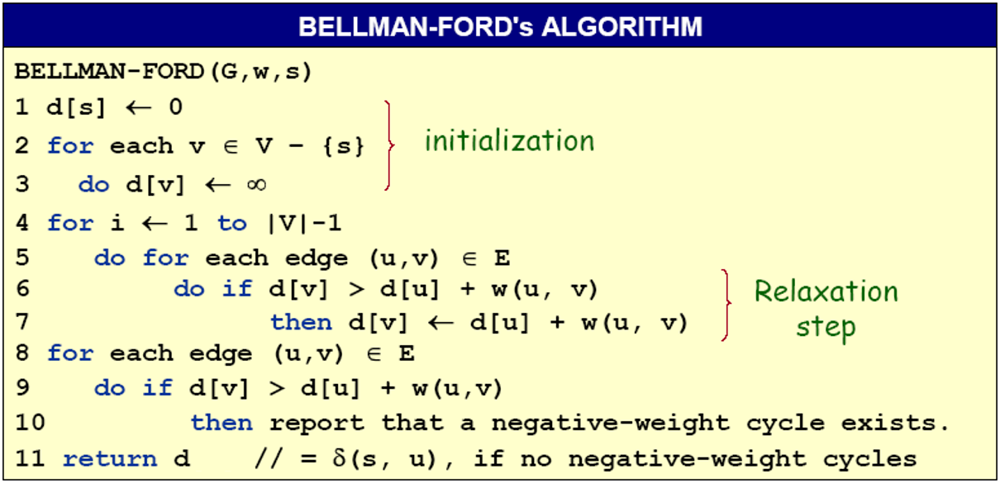 BELLMAN-FORD's ALGORITHM
BELLMAN-FORD(G,w,s)
1 d[s] ← 0
2 for each v ∈ V - {s}
initialization
3 do d[v] ← ∞
4 for i ← 1 to |V|-1
5 do for each edge (u,v) ∈ E
6 do if d[v] > d[u] + w(u, v)
7 then d[v] ← d[u] + w(u, v)
Relaxation
step
8 for each edge (u,v) ∈ E
9 do if d[v] > d[u] + w(u,v)
10 then report that a negative-weight cycle exists.
11 return d // = δ(s, u), if no negative-weight cycles